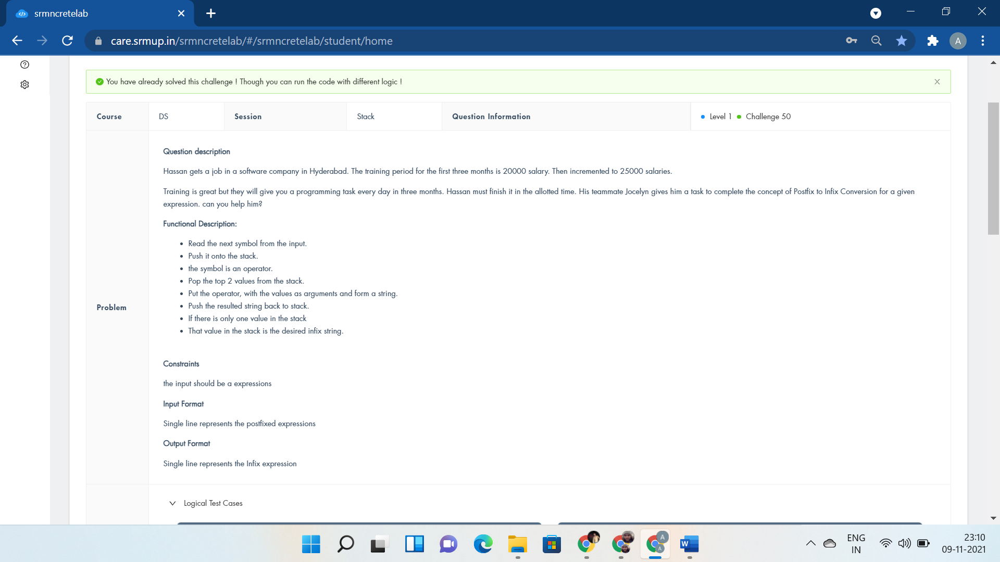 srmncretelab
care.srmup.in/srmncretelab/#/srmncretelab/student/home
A
You have already solved this challenge ! Though you can run the code with different logic !
Course DS Session Stack Question Information Level 1 Challenge 50
Question description
Hassan gets a job in a software company in Hyderabad. The training period for the first three months is 20000 salary. Then incremented to 25000 salaries.
Training is great but they will give you a programming task every day in three months. Hassan must finish it in the allotted time. His teammate Jocelyn gives him a task to complete the concept of Postfix to Infix Conversion for a given
expression. can you help him?
Functional Description:
Read the next symbol from the input.
Push it onto the stack.
the symbol is an operator.
Pop the top 2 values from the stack.
Put the operator, with the values as arguments and form a string.
Push the resulted string back to stack.
Problem
If there is only one value in the stack
That value in the stack is the desired infix string.
Constraints
the input should be a expressions
Input Format
Single line represents the postfixed expressions
Output Format
Single line represents the Infix expression
Logical Test Cases
A
A
W
ENG
IN
23:10
09-11-2021